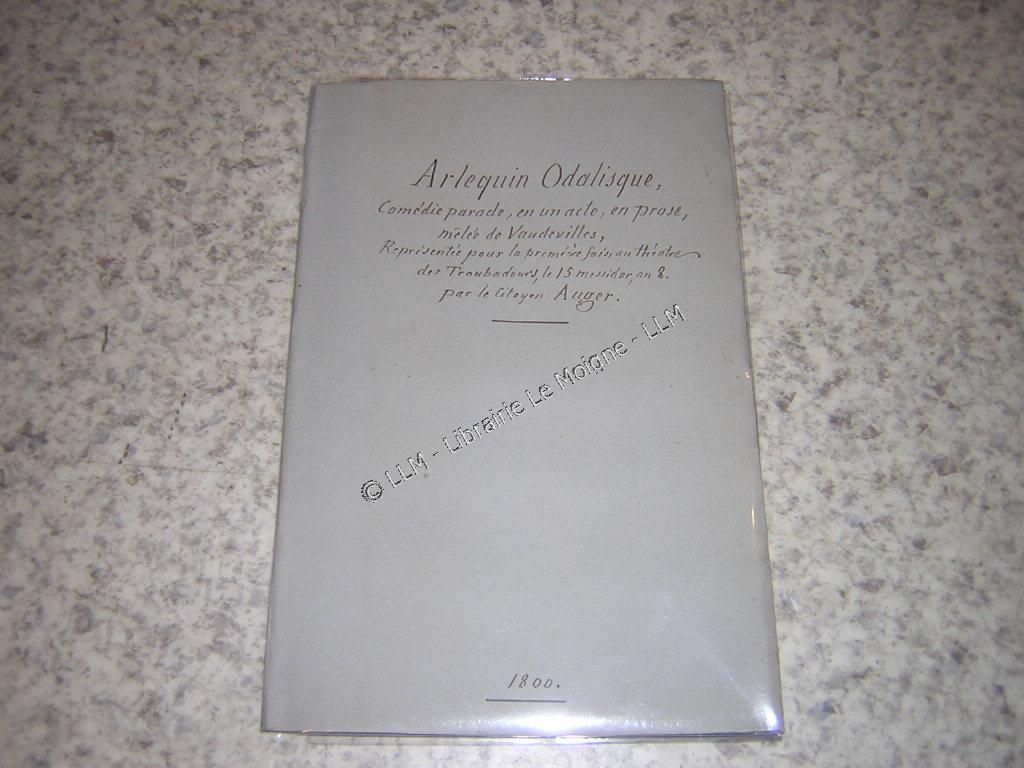 Arlequin Odalisque,
Comédie parade, en un acte, en prose,
mêlée de Vaudevilles,
Représentée pour la première fois, au théâtre
des Troubadours, le 15 messidor, an 8.
par le Citoyen Auger.
© LLM - Librairie Le Moigne - LLM
1800.